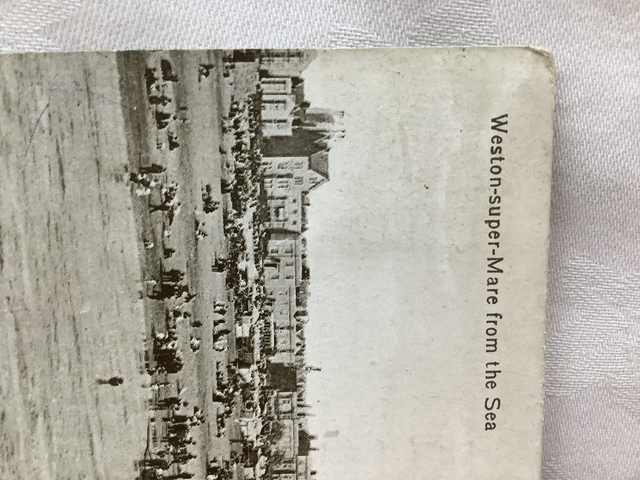 Weston-super-Mare from the Sea